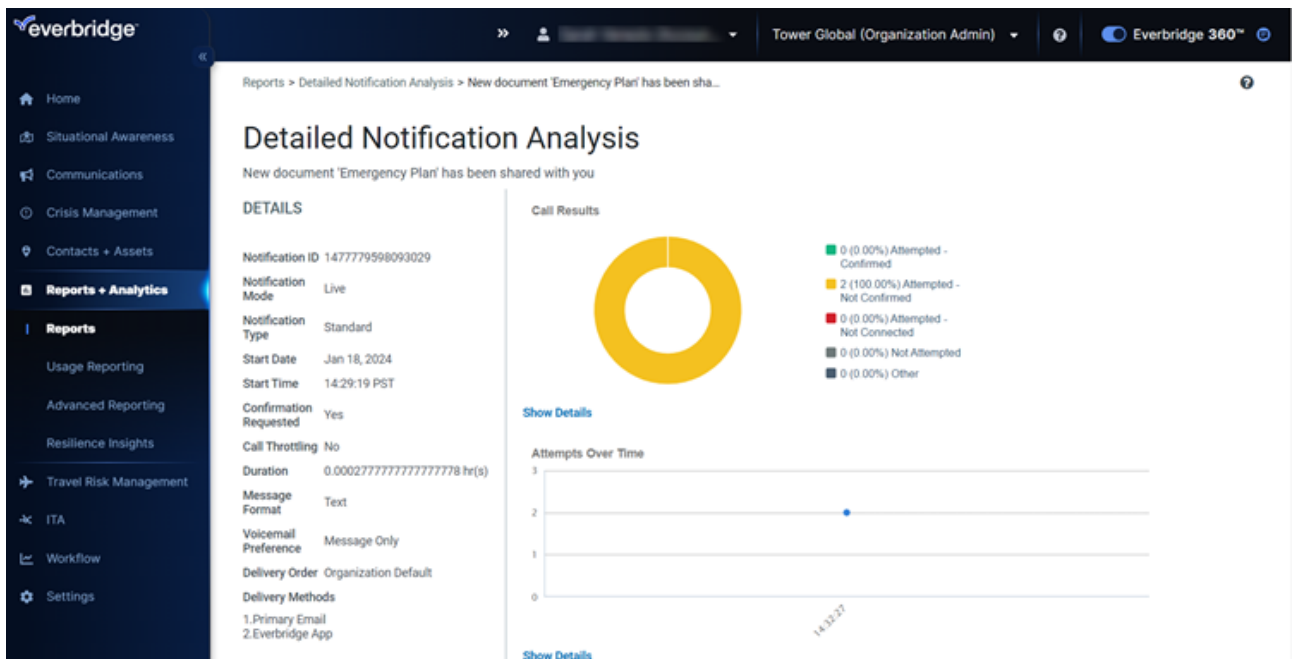 everbridge
»
Tower Global (Organization Admin)
?
Everbridge 360™
«
Home
Situational Awareness
Communications
Crisis Management
Contacts + Assets
Reports + Analytics
Reports
Usage Reporting
Advanced Reporting
Resilience Insights
Travel Risk Management
ITA
Workflow
Settings
Reports > Detailed Notification Analysis > New document 'Emergency Plan' has been sha...
?
Detailed Notification Analysis
New document 'Emergency Plan' has been shared with you
DETAILS
Notification ID 1477779598093029
Notification
Mode
Live
Notification
Type
Standard
Start Date Jan 18, 2024
Start Time 14:29:19 PST
Confirmation
Requested
Yes
Call Throttling No
Duration 0.0002777777777777778 hr(s)
Message
Format
Text
Voicemail
Preference
Message Only
Delivery Order Organization Default
Delivery Methods
1.Primary Email
2.Everbridge App
Call Results
0 (0.00%) Attempted -
Confirmed
2 (100.00%) Attempted -
Not Confirmed
0 (0.00%) Attempted -
Not Connected
0 (0.00%) Not Attempted
0 (0.00%) Other
Show Details
Attempts Over Time
3
2
1
0
14:32:27
Show Details